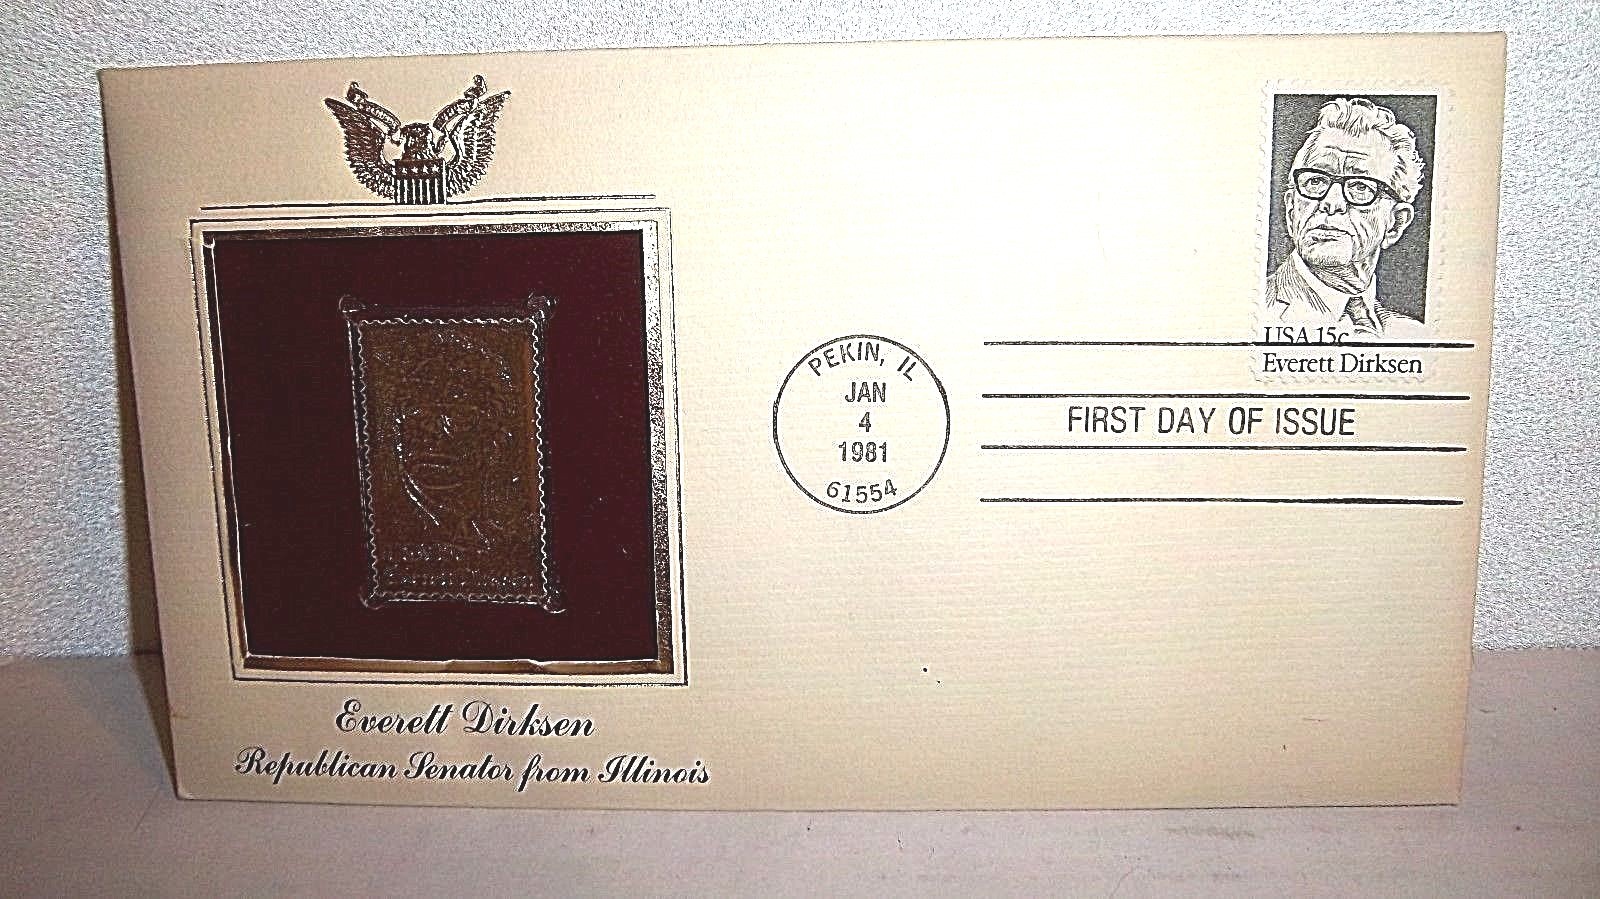 USA 15c
Everett Dirksen
PEKIN, IL
JAN
4
1981
61554
FIRST DAY OF ISSUE
Everett Dirksen
Republican Senator from Illinois